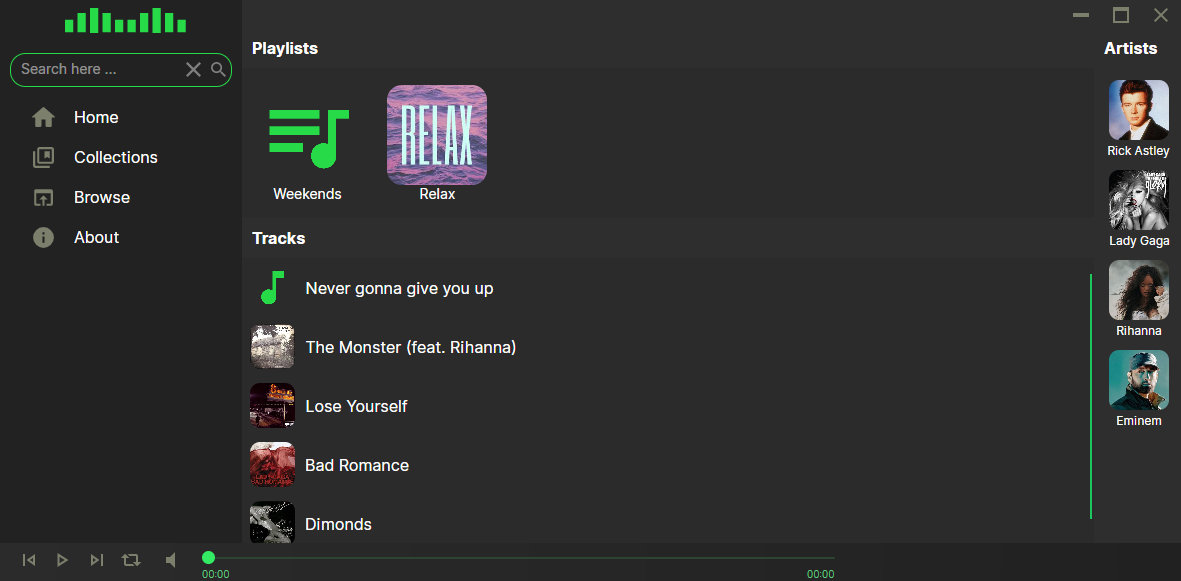 Search here ...
Home
Collections
Browse
About
Playlists
RELAX
Weekends
Relax
Tracks
Never gonna give you up
The Monster (feat. Rihanna)
Lose Yourself
Bad Romance
Dimonds
Artists
Rick Astley
Lady Gaga
Rihanna
Eminem
00:00
00:00